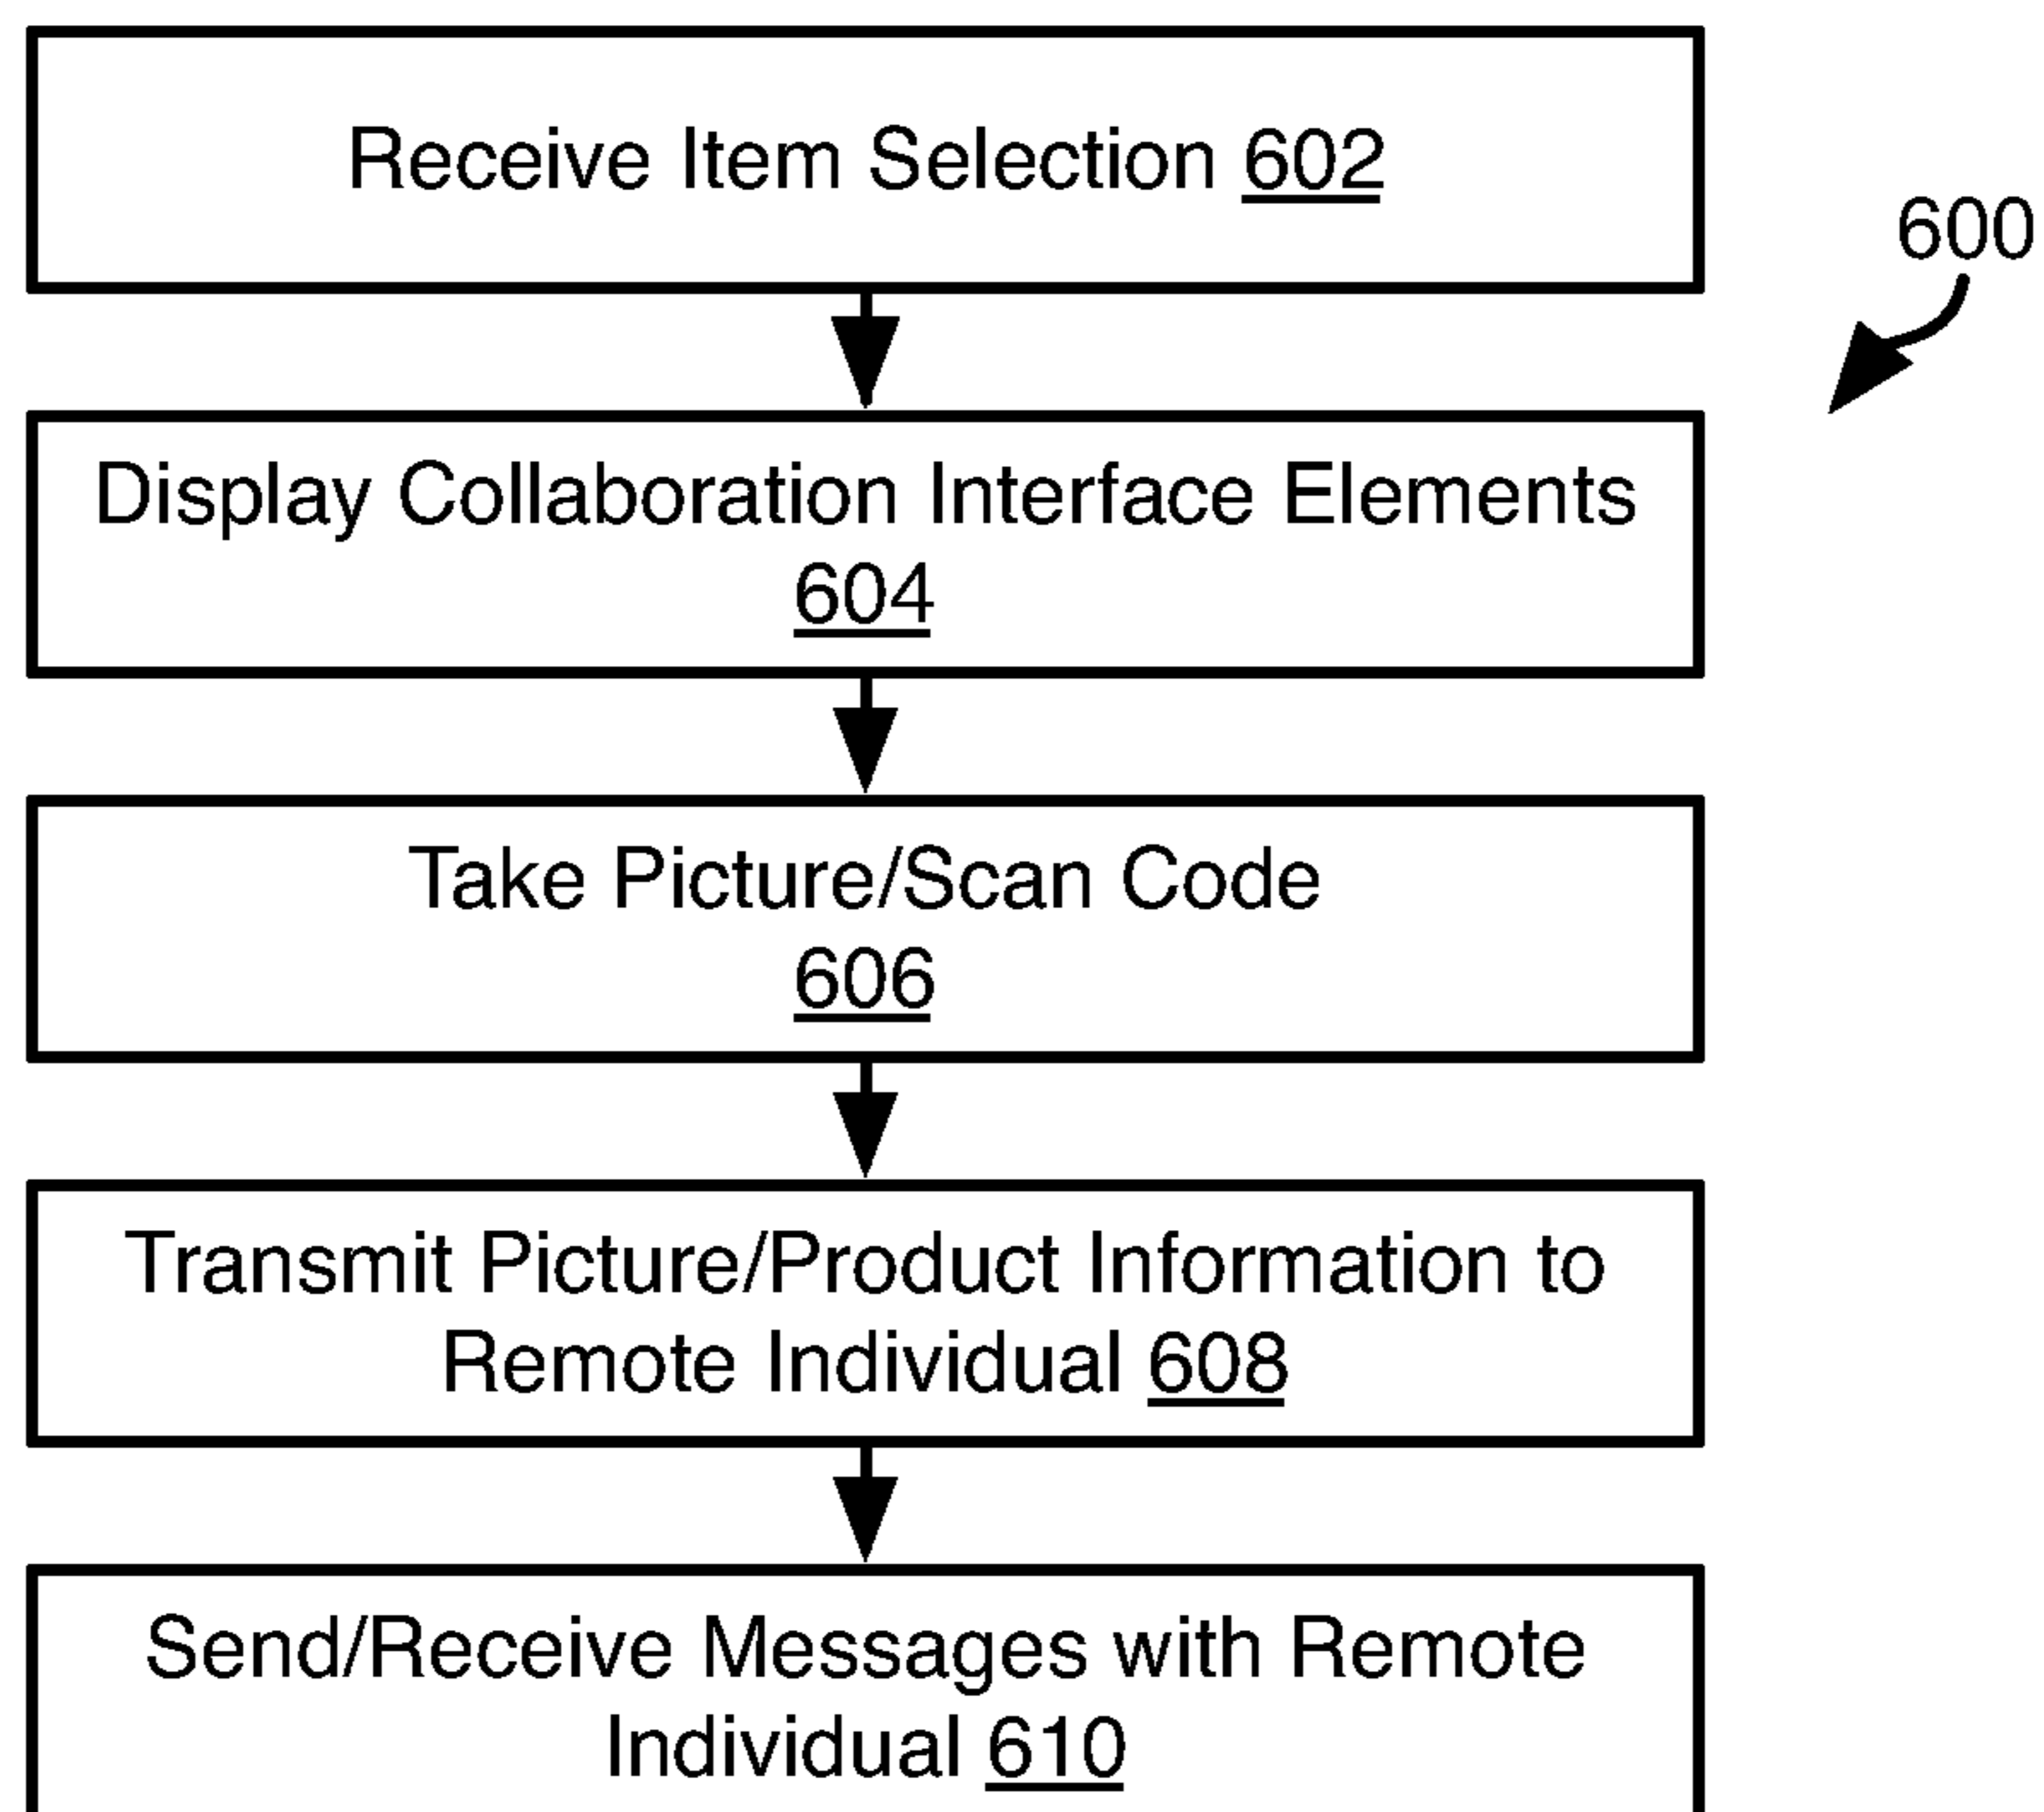 Receive Item Selection 602
600
Display Collaboration Interface Elements
604
Take Picture/Scan Code
606
Transmit Picture/Product Information to
Remote Individual 608
Send/Receive Messages with Remote
Individual 610